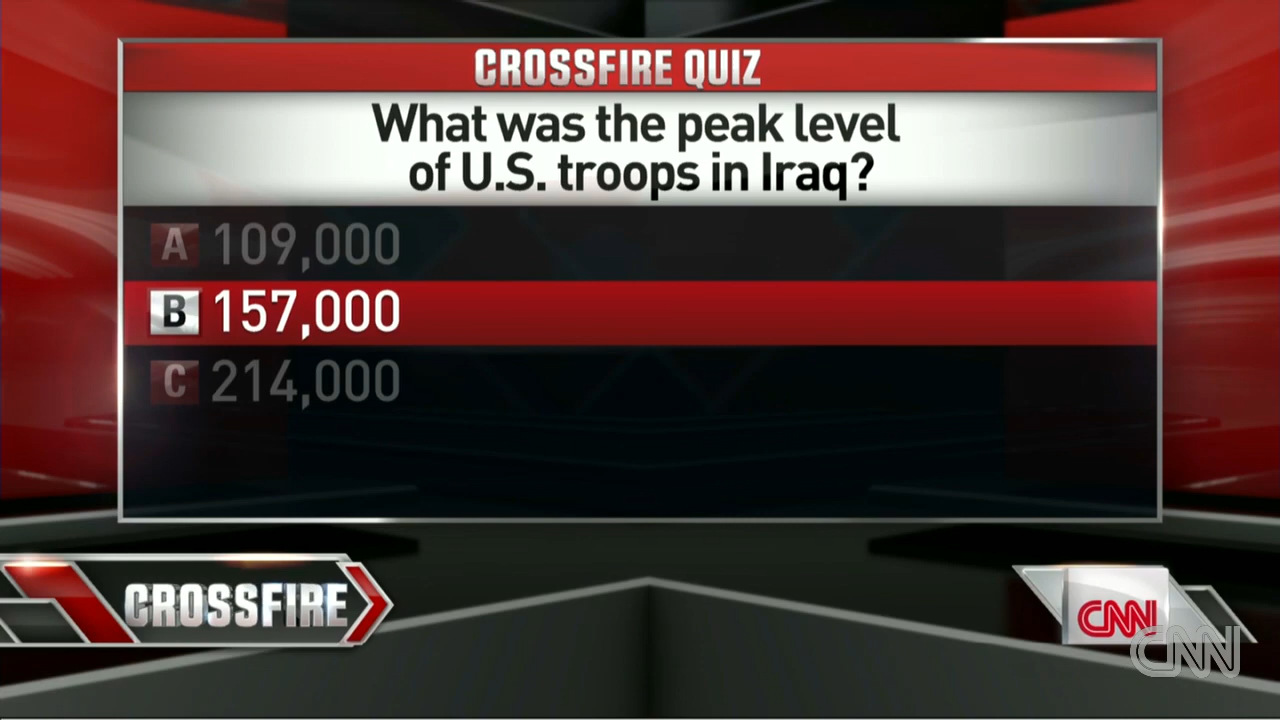 CROSSFIRE QUIZ
What was the peak level
of U.S. troops in Iraq?
A 109,000
B 157,000
C 214,000
CROSSFIRE
CNN
CNN